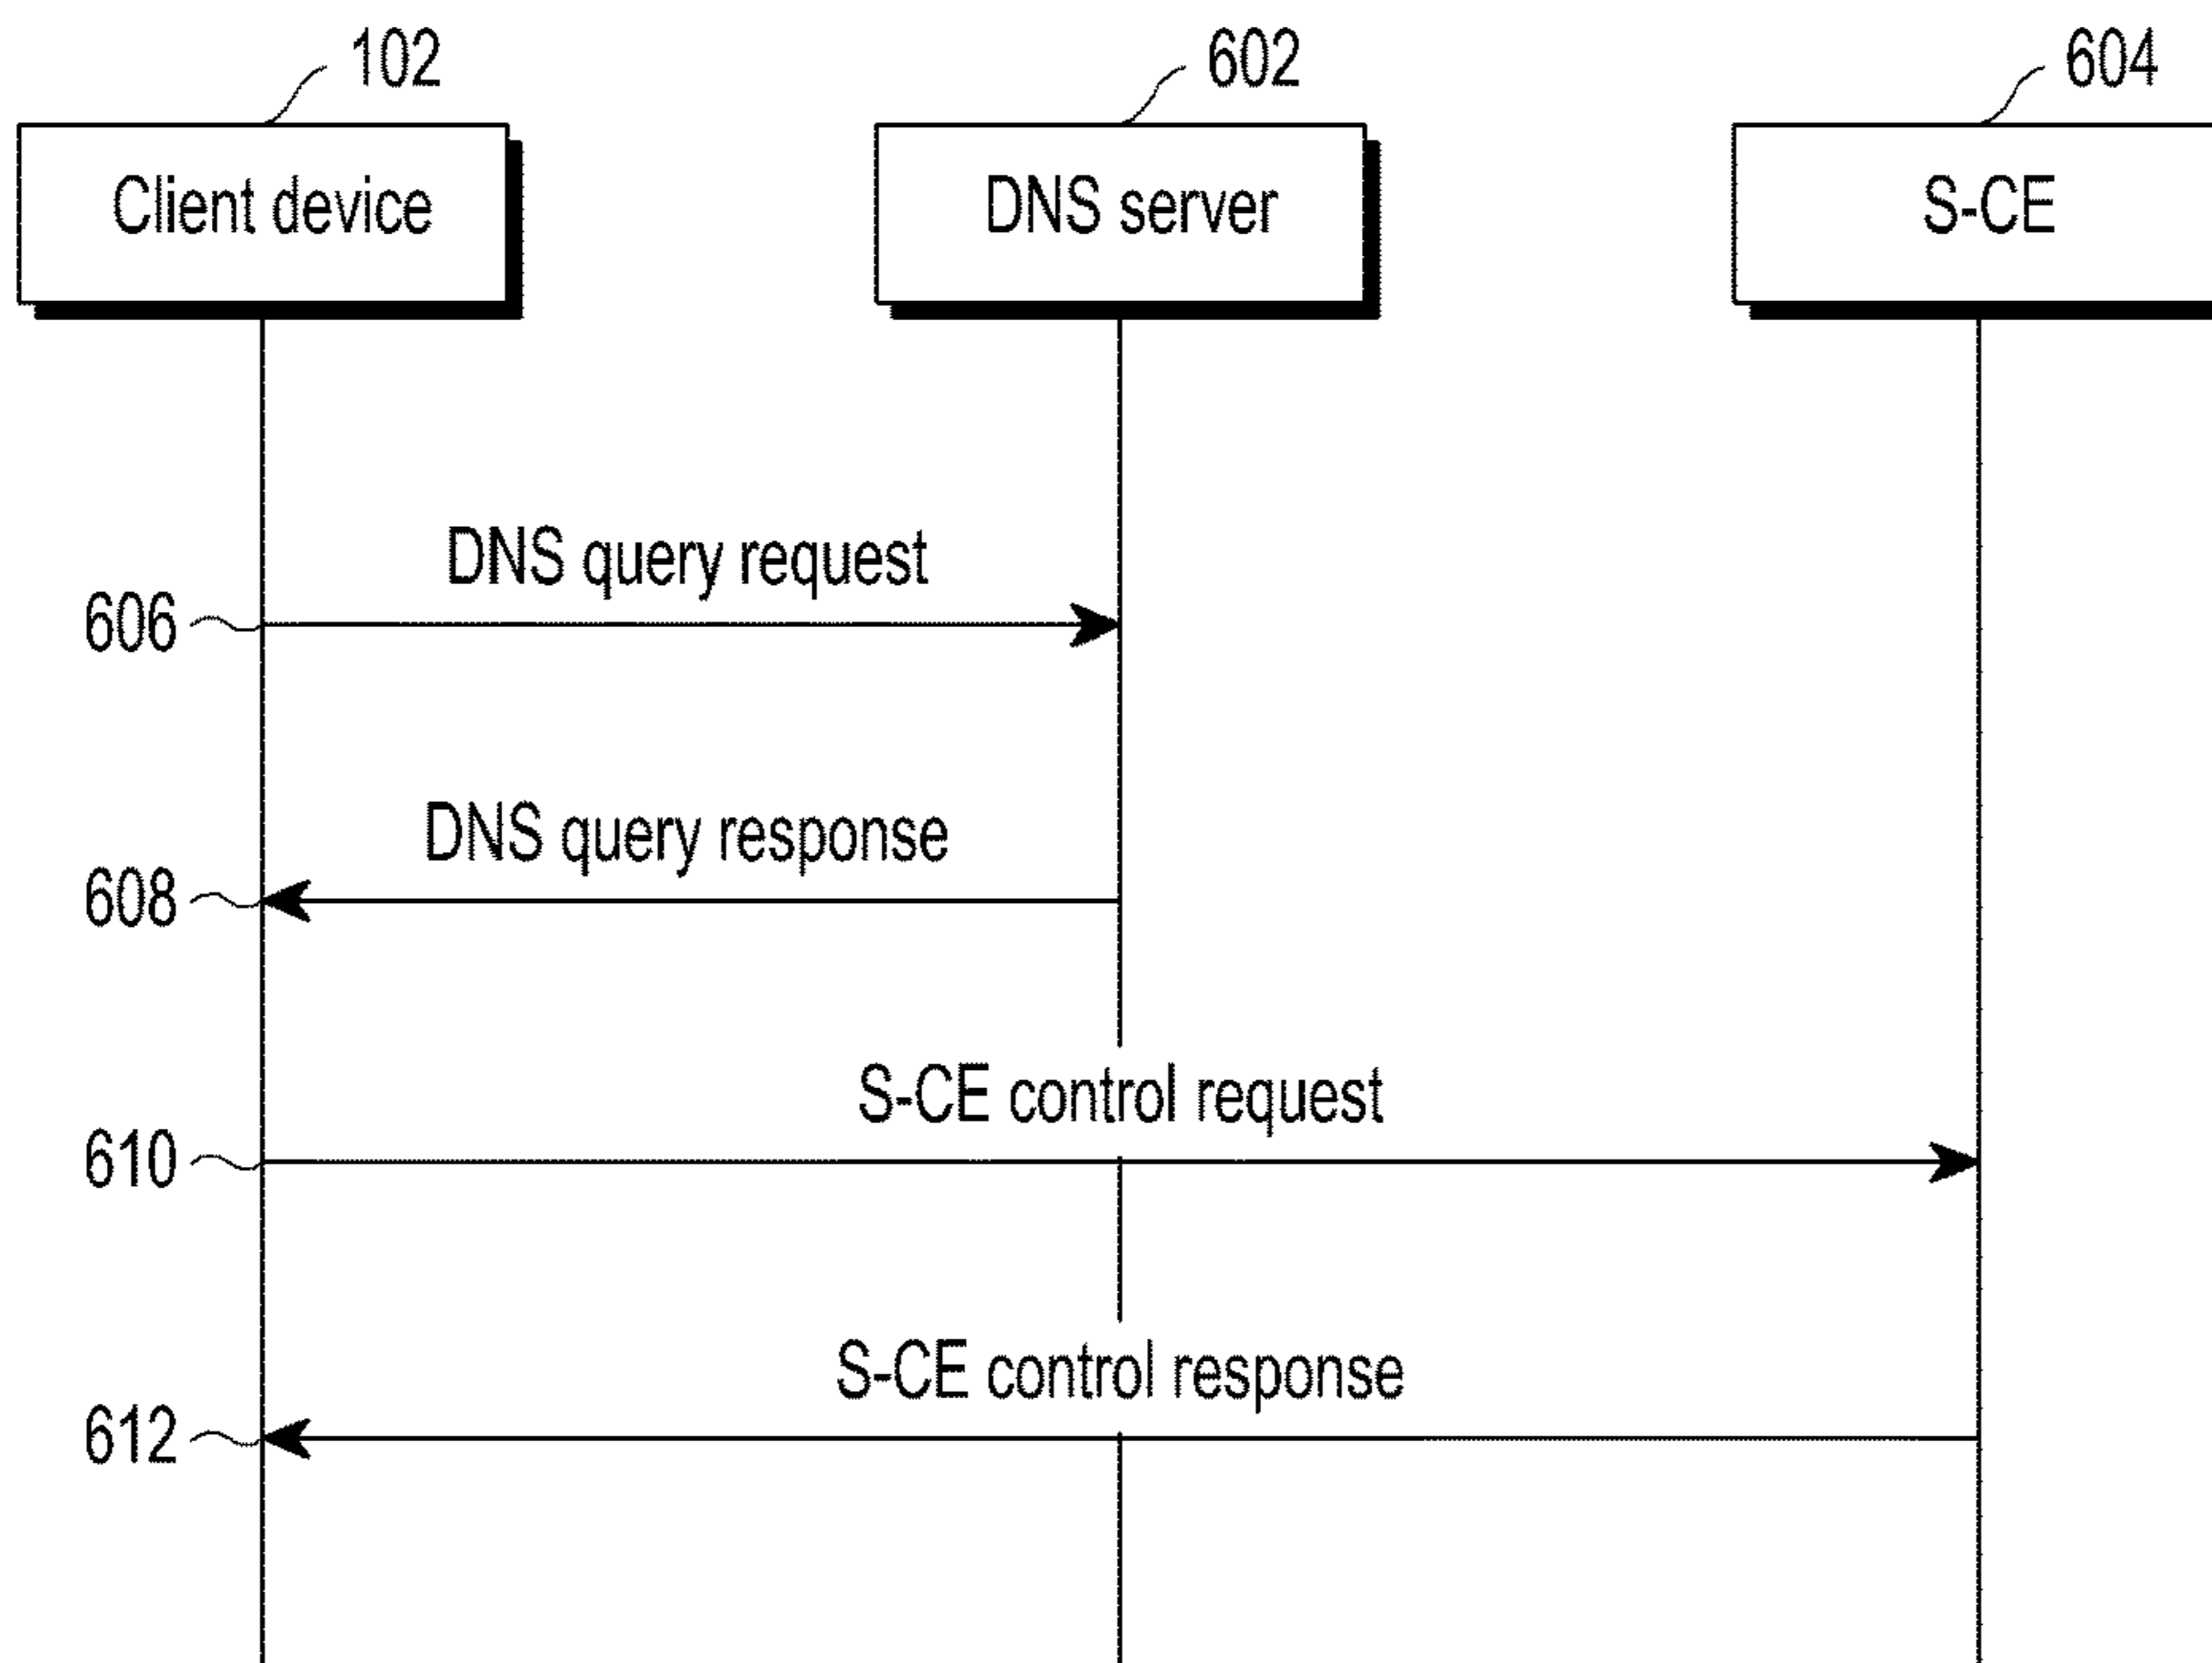 102
602
604
Client device
DNS server
S-CE
DNS query request
606
DNS query response
608
S-CE control request
610
S-CE control response
612